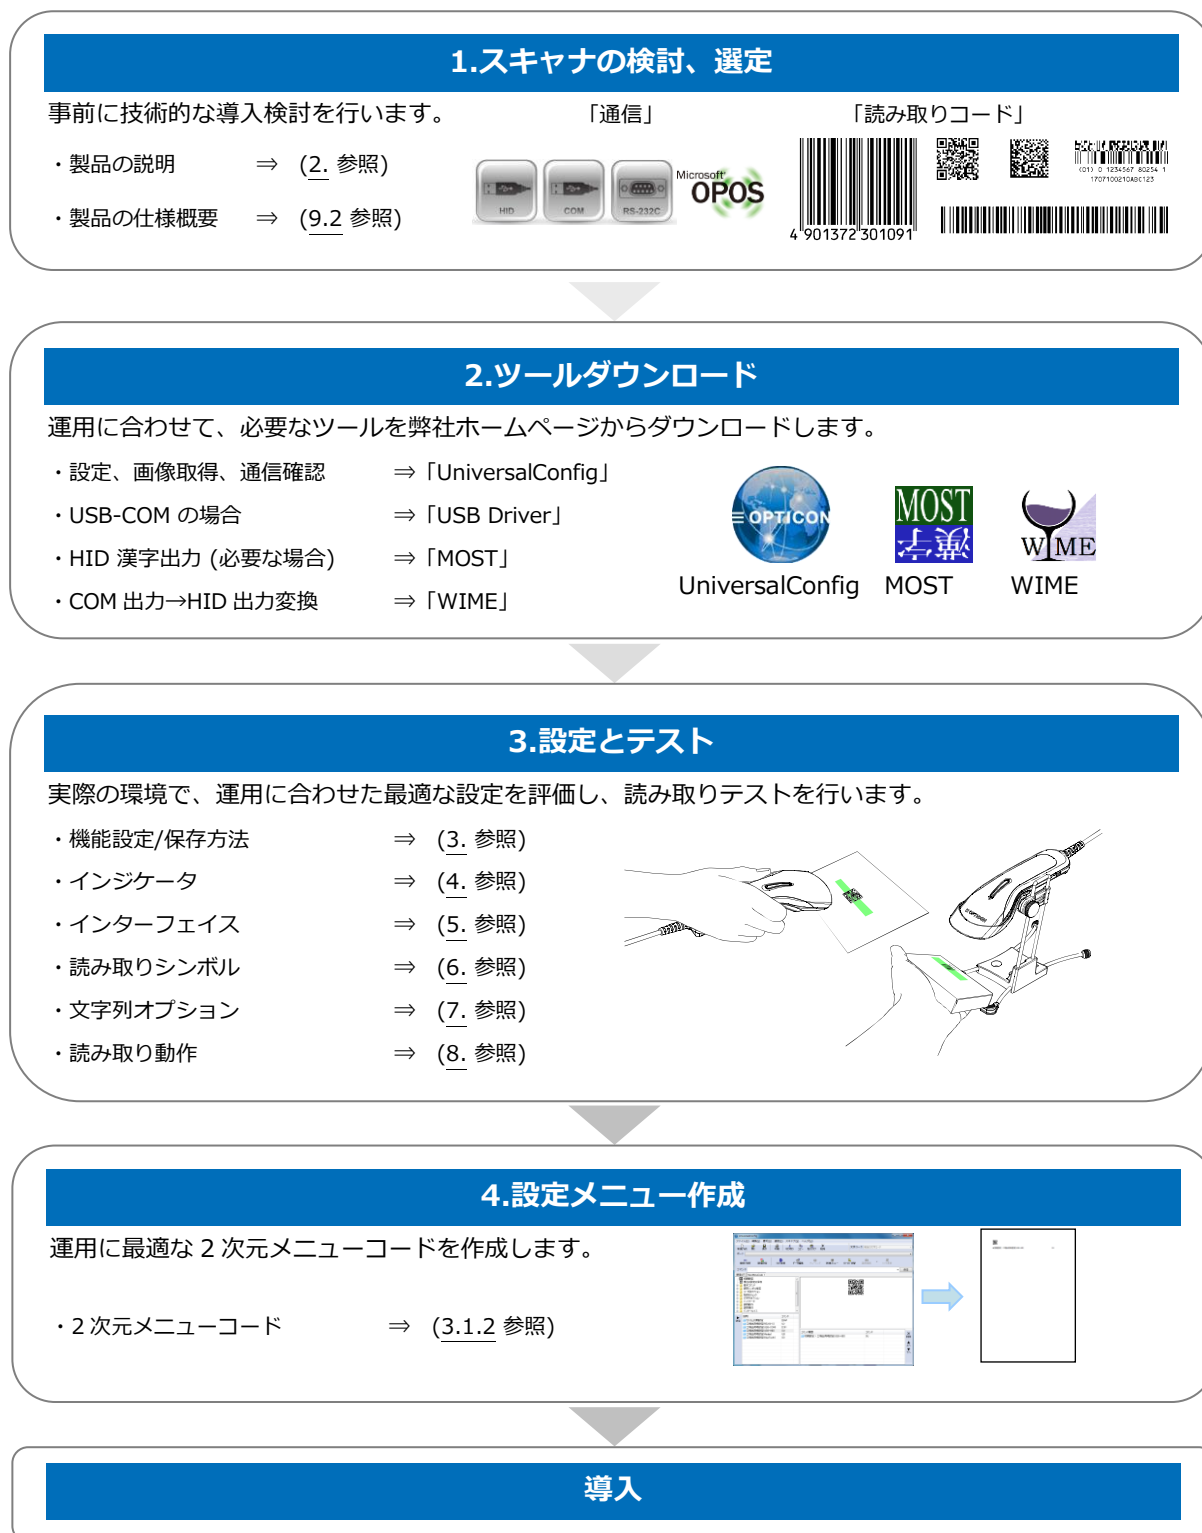 1.スキャナの検討、選定
事前に技術的な導入検討を行います。 「通信」 「読み取りコード」
・製品の説明 ⇒ (2. 参照)
・製品の仕様概要 ⇒ (9.2 参照)
HID COM RS-232C Microsoft OPOS
4 901372 301091
(01) 0 1234567 80254 1
1707100210ABC123
2.ツールダウンロード
運用に合わせて、必要なツールを弊社ホームページからダウンロードします。
・設定、画像取得、通信確認 ⇒「UniversalConfig」
・USB-COM の場合 ⇒「USB Driver」
・HID 漢字出力 (必要な場合) ⇒「MOST」
・COM 出力→HID 出力変換 ⇒「WIME」
OPTICON MOST 漢字 WIME
UniversalConfig MOST WIME
3.設定とテスト
実際の環境で、運用に合わせた最適な設定を評価し、読み取りテストを行います。
・機能設定/保存方法 ⇒ (3. 参照)
・インジケータ ⇒ (4. 参照)
・インターフェイス ⇒ (5. 参照)
・読み取りシンボル ⇒ (6. 参照)
・文字列オプション ⇒ (7. 参照)
・読み取り動作 ⇒ (8. 参照)
OPTICON
4.設定メニュー作成
運用に最適な 2 次元メニューコードを作成します。
・2 次元メニューコード ⇒ (3.1.2 参照)
導入